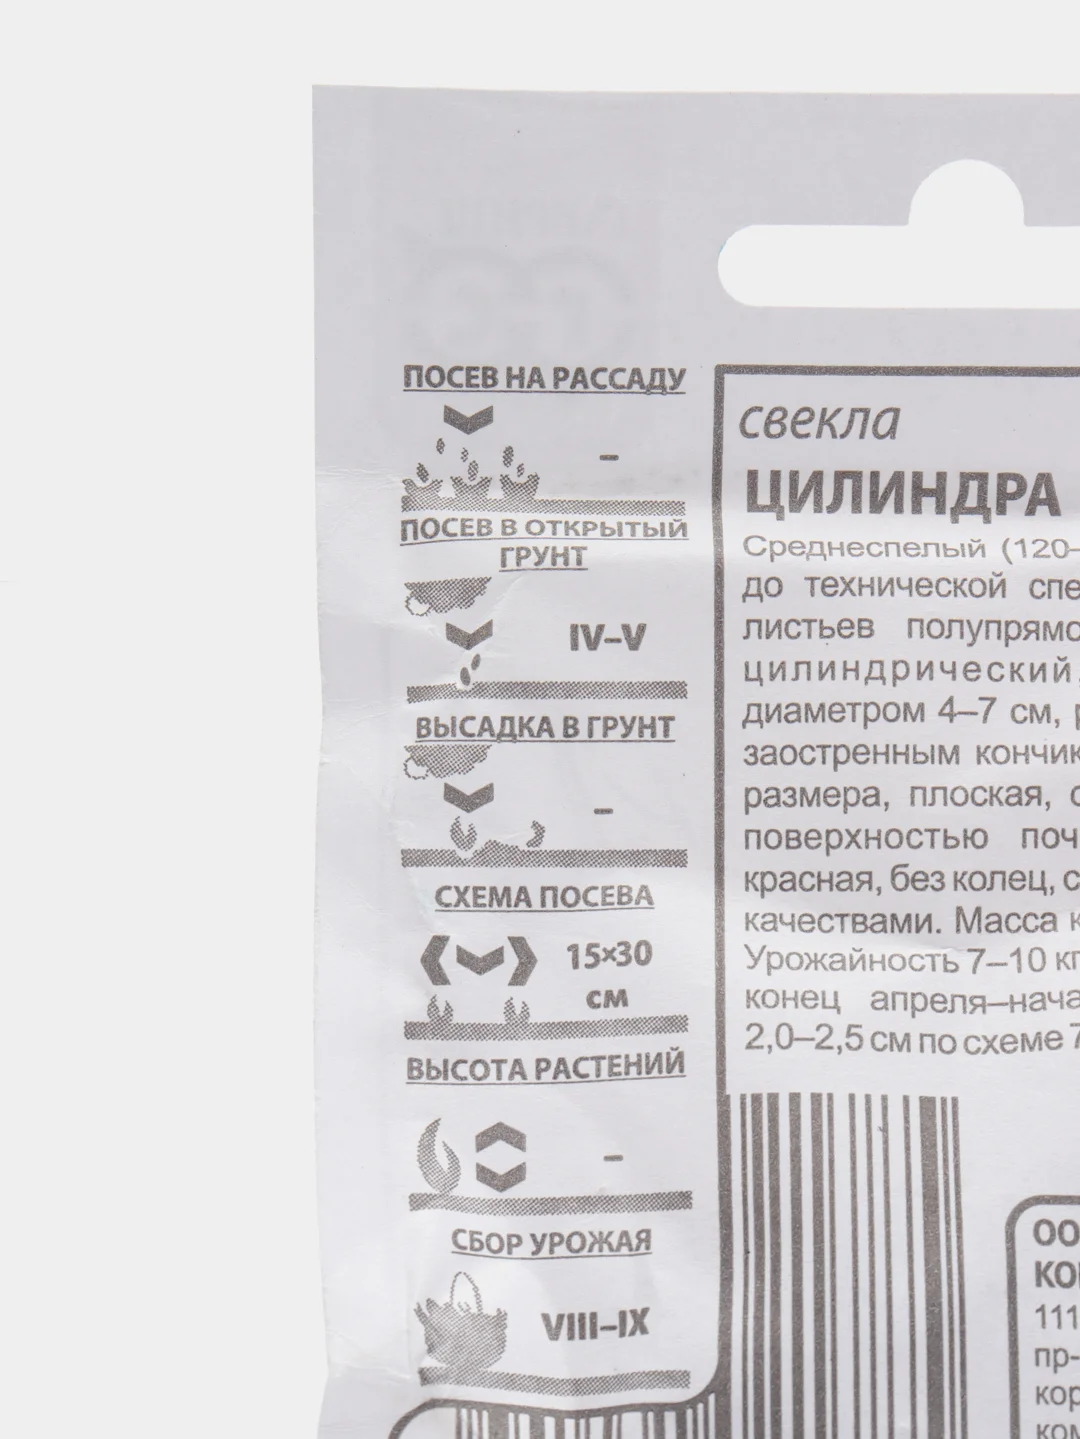 ПОСЕВ НА РАССАДУ
–
ПОСЕВ В ОТКРЫТЫЙ
ГРУНТ
IV–V
ВЫСАДКА В ГРУНТ
–
СХЕМА ПОСЕВА
15×30
см
ВЫСОТА РАСТЕНИЙ
–
СБОР УРОЖАЯ
VIII–IX
свекла
ЦИЛИНДРА
Среднеспелый (120–
до технической спе
листьев полупрямо
цилиндрический
диаметром 4–7 см,
заостренным кончик
размера, плоская,
поверхностью поч
красная, без колец, с
качествами. Масса к
Урожайность 7–10 кг
конец апреля–нача
2,0–2,5 см по схеме 7
ОО
КО
111
пр-
кор
ком